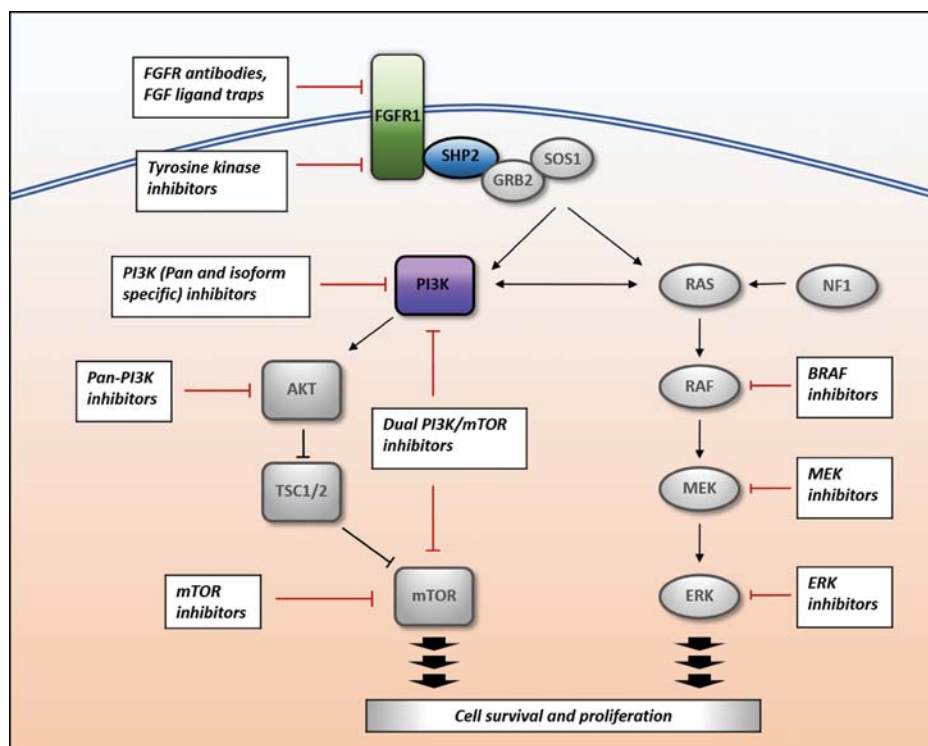 FGFR antibodies,
FGF ligand traps
FGFR1
Tyrosine kinase
inhibitors
SHP2
GRB2
SOS1
PI3K (Pan and isoform
specific) inhibitors
PI3K
RAS
NF1
Pan-PI3K
inhibitors
AKT
Dual PI3K/mTOR
inhibitors
RAF
BRAF
inhibitors
TSC1/2
MEK
MEK
inhibitors
mTOR
inhibitors
mTOR
ERK
ERK
inhibitors
Cell survival and proliferation